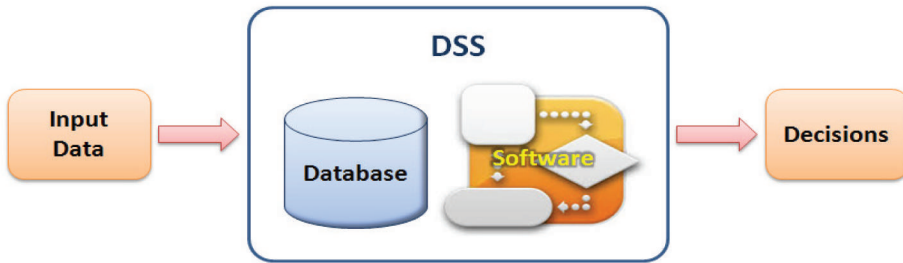 DSS
Input
Data
Database
Software
Decisions